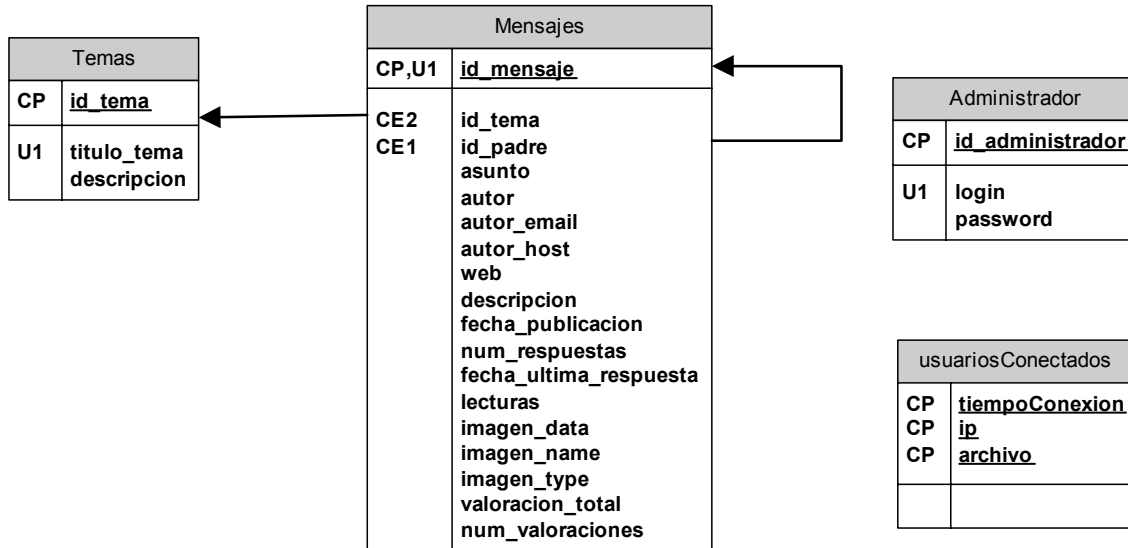 Temas
CP id_tema
U1 titulo_tema
descripcion
Mensajes
CP,U1 id_mensaje
CE2 id_tema
CE1 id_padre
asunto
autor
autor_email
autor_host
web
descripcion
fecha_publicacion
num_respuestas
fecha_ultima_respuesta
lecturas
imagen_data
imagen_name
imagen_type
valoracion_total
num_valoraciones
Administrador
CP id_administrador
U1 login
password
usuariosConectados
CP tiempoConexion
CP ip
CP archivo